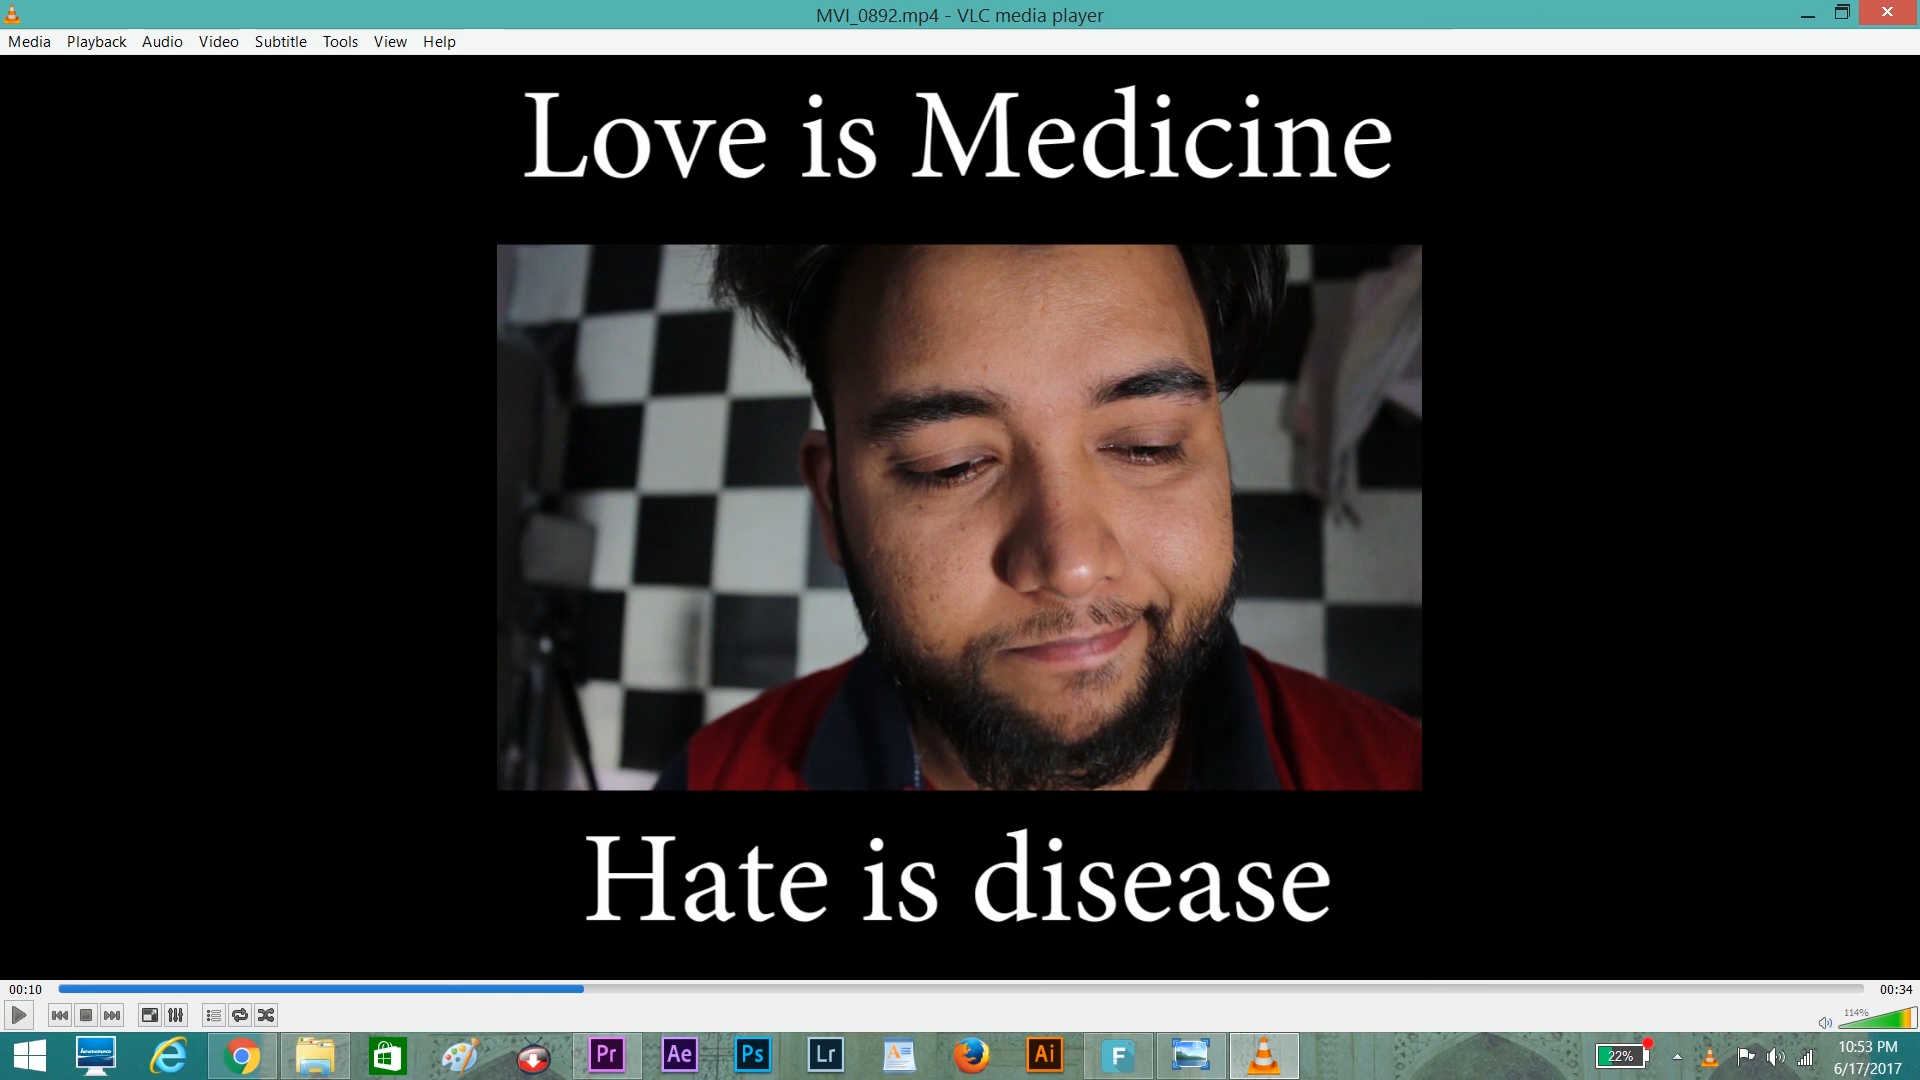 MVI_0892.mp4 - VLC media player
Media Playback Audio Video Subtitle Tools View Help
Love is Medicine
Hate is disease
00:10
00:34
114%
Pr
Ae
Ps
Lr
Ai
F
22%
10:53 PM
6/17/2017